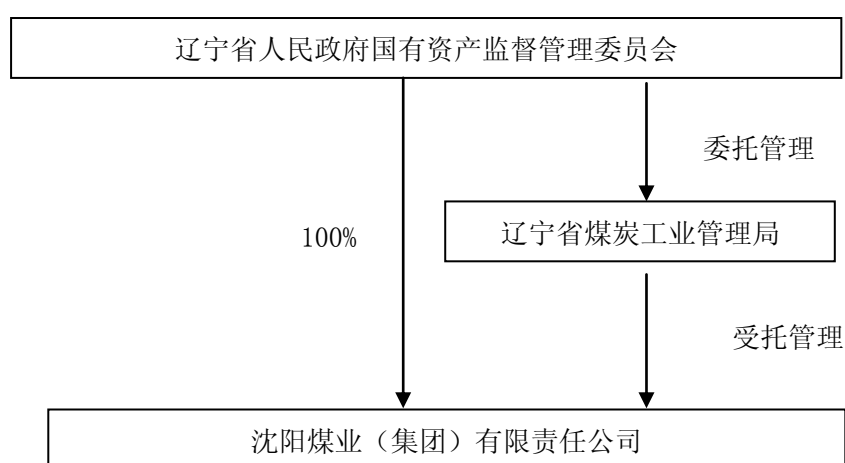 辽宁省人民政府国有资产监督管理委员会
委托管理
100%
辽宁省煤炭工业管理局
受托管理
沈阳煤业（集团）有限责任公司